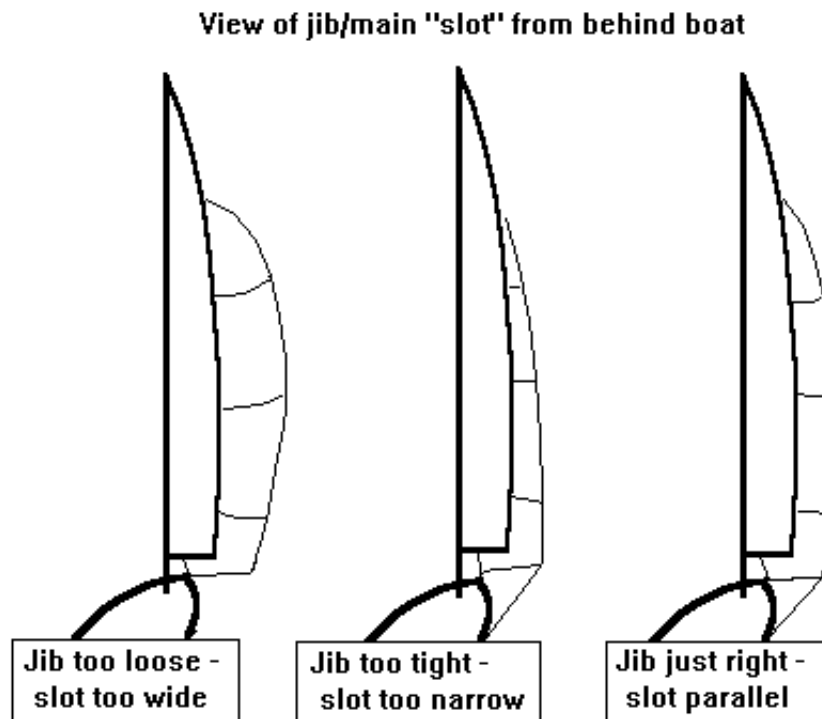 View of jib/main "slot" from behind boat
Jib too loose -
slot too wide
Jib too tight -
slot too narrow
Jib just right -
slot parallel